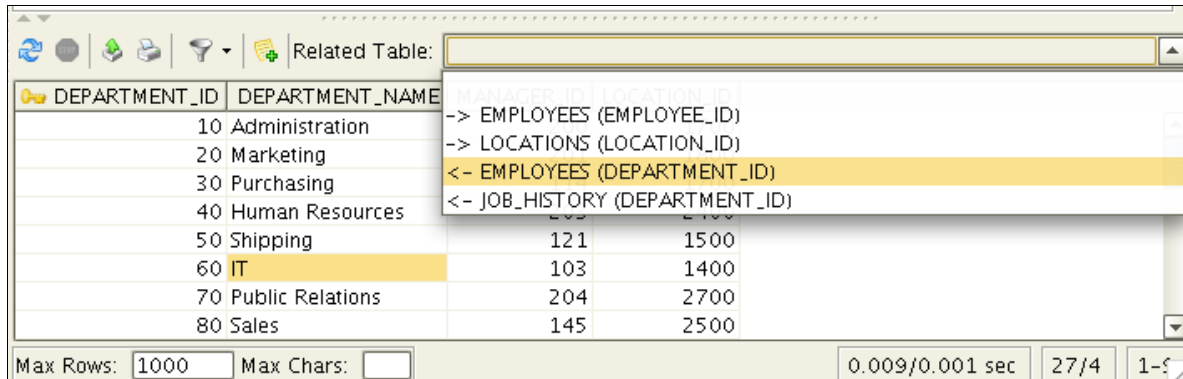 Related Table:
DEPARTMENT_ID DEPARTMENT_NAME MANAGER_ID LOCATION_ID
-> EMPLOYEES (EMPLOYEE_ID)
-> LOCATIONS (LOCATION_ID)
<- EMPLOYEES (DEPARTMENT_ID)
<- JOB_HISTORY (DEPARTMENT_ID)
10 Administration
20 Marketing
30 Purchasing
40 Human Resources
50 Shipping 121 1500
60 IT 103 1400
70 Public Relations 204 2700
80 Sales 145 2500
Max Rows: 1000 Max Chars: 0.009/0.001 sec 27/4